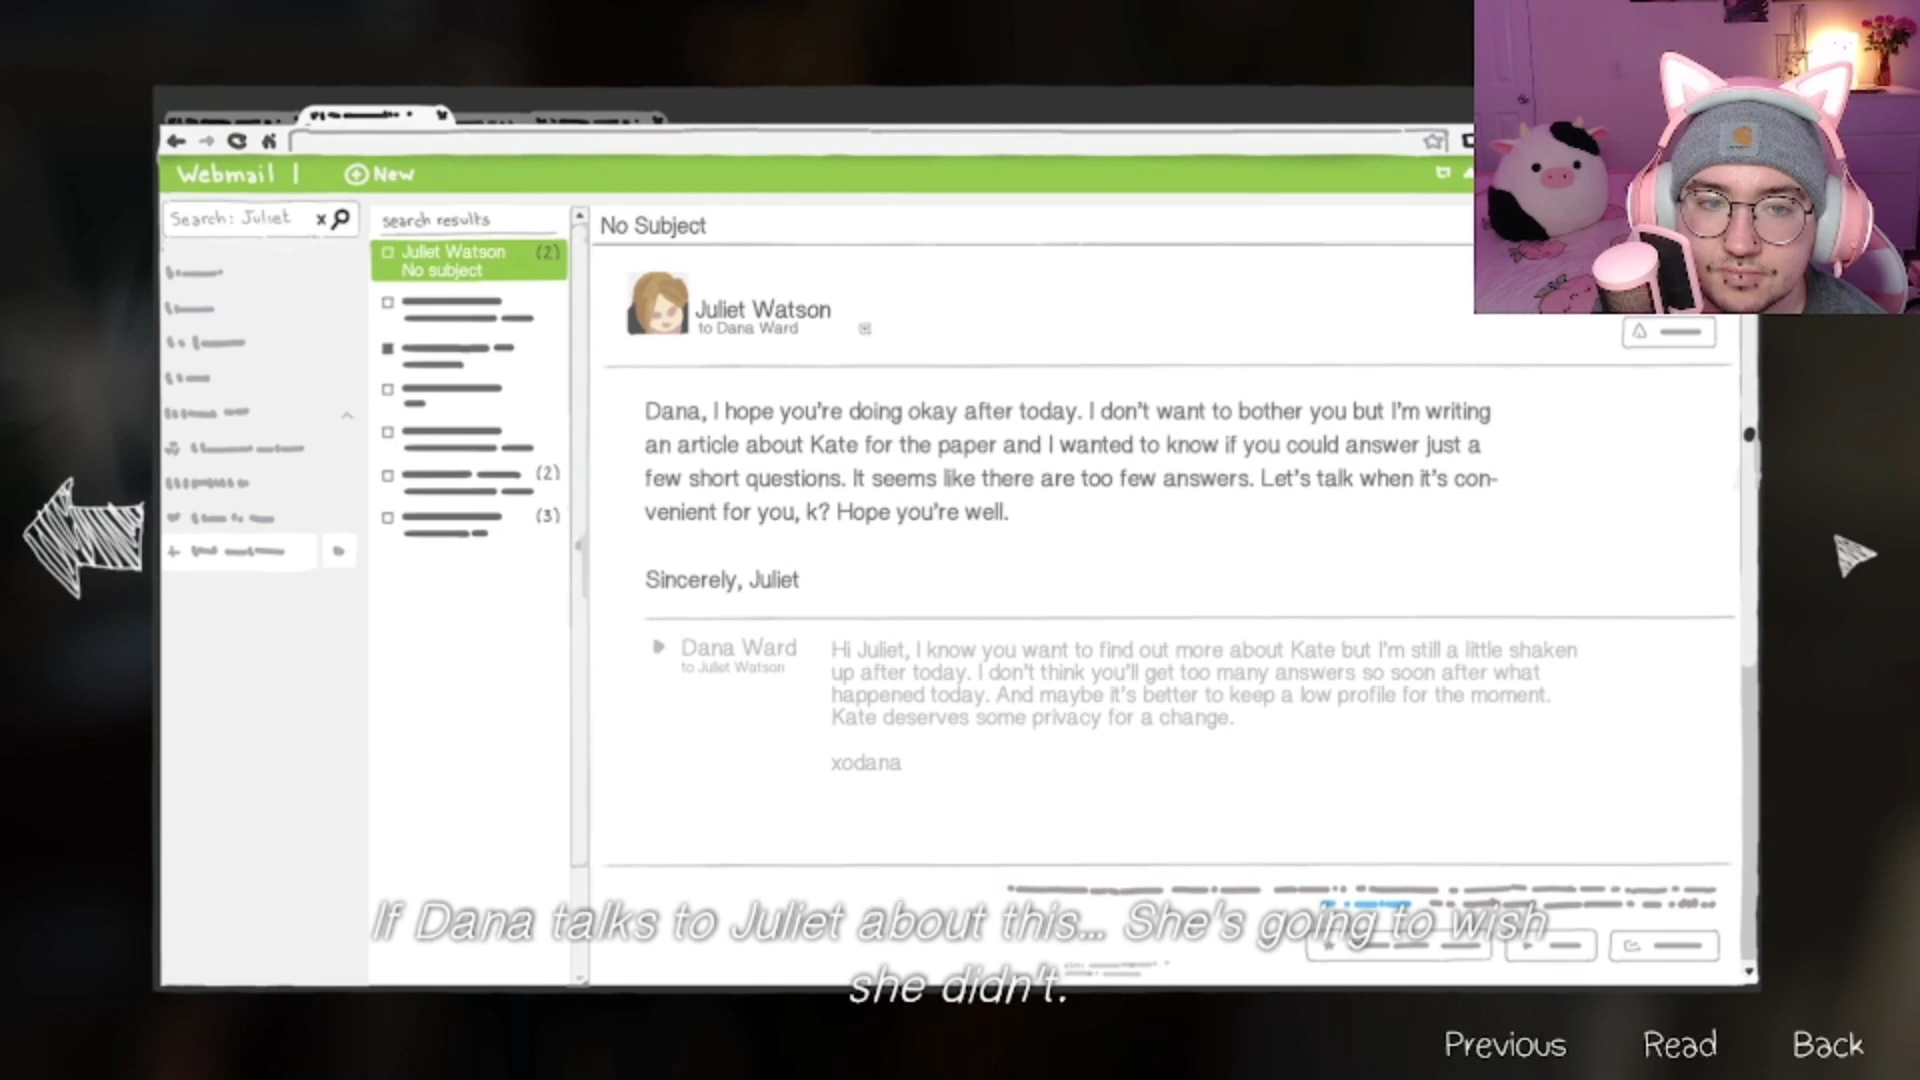 Webmail | New
Search: Juliet x
search results
Juliet Watson (2)
No subject
(2)
(3)
No Subject
Juliet Watson
to Dana Ward
Dana, I hope you're doing okay after today. I don't want to bother you but I'm writing
an article about Kate for the paper and I wanted to know if you could answer just a
few short questions. It seems like there are too few answers. Let's talk when it's con-
venient for you, k? Hope you're well.
Sincerely, Juliet
Dana Ward
to Juliet Watson
Hi Juliet, I know you want to find out more about Kate but I'm still a little shaken
up after today. I don't think you'll get too many answers so soon after what
happened today. And maybe it's better to keep a low profile for the moment.
Kate deserves some privacy for a change.
xodana
If Dana talks to Juliet about this... She's going to wish
she didn't.
Previous Read Back